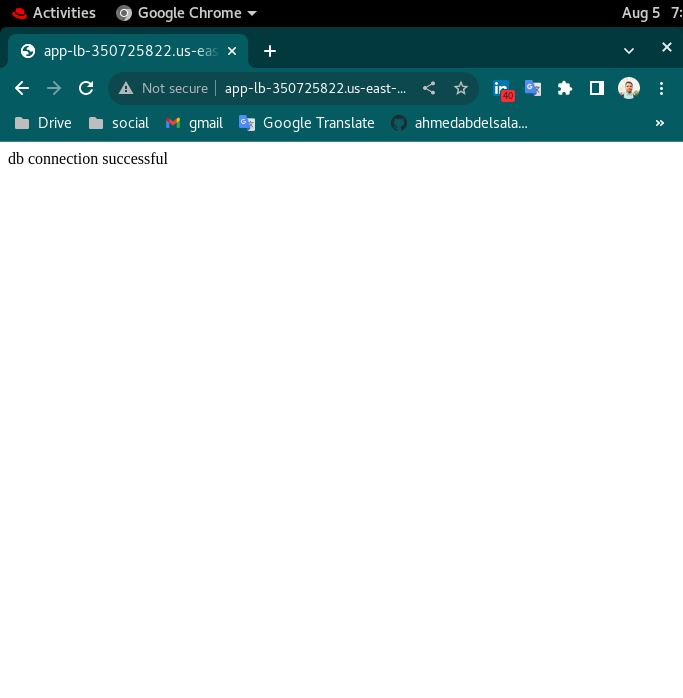 Activities Google Chrome Aug 5 7:
app-lb-350725822.us-eas
Not secure app-lb-350725822.us-east-...
40
Drive social gmail Google Translate ahmedabdelsala... »
db connection successful